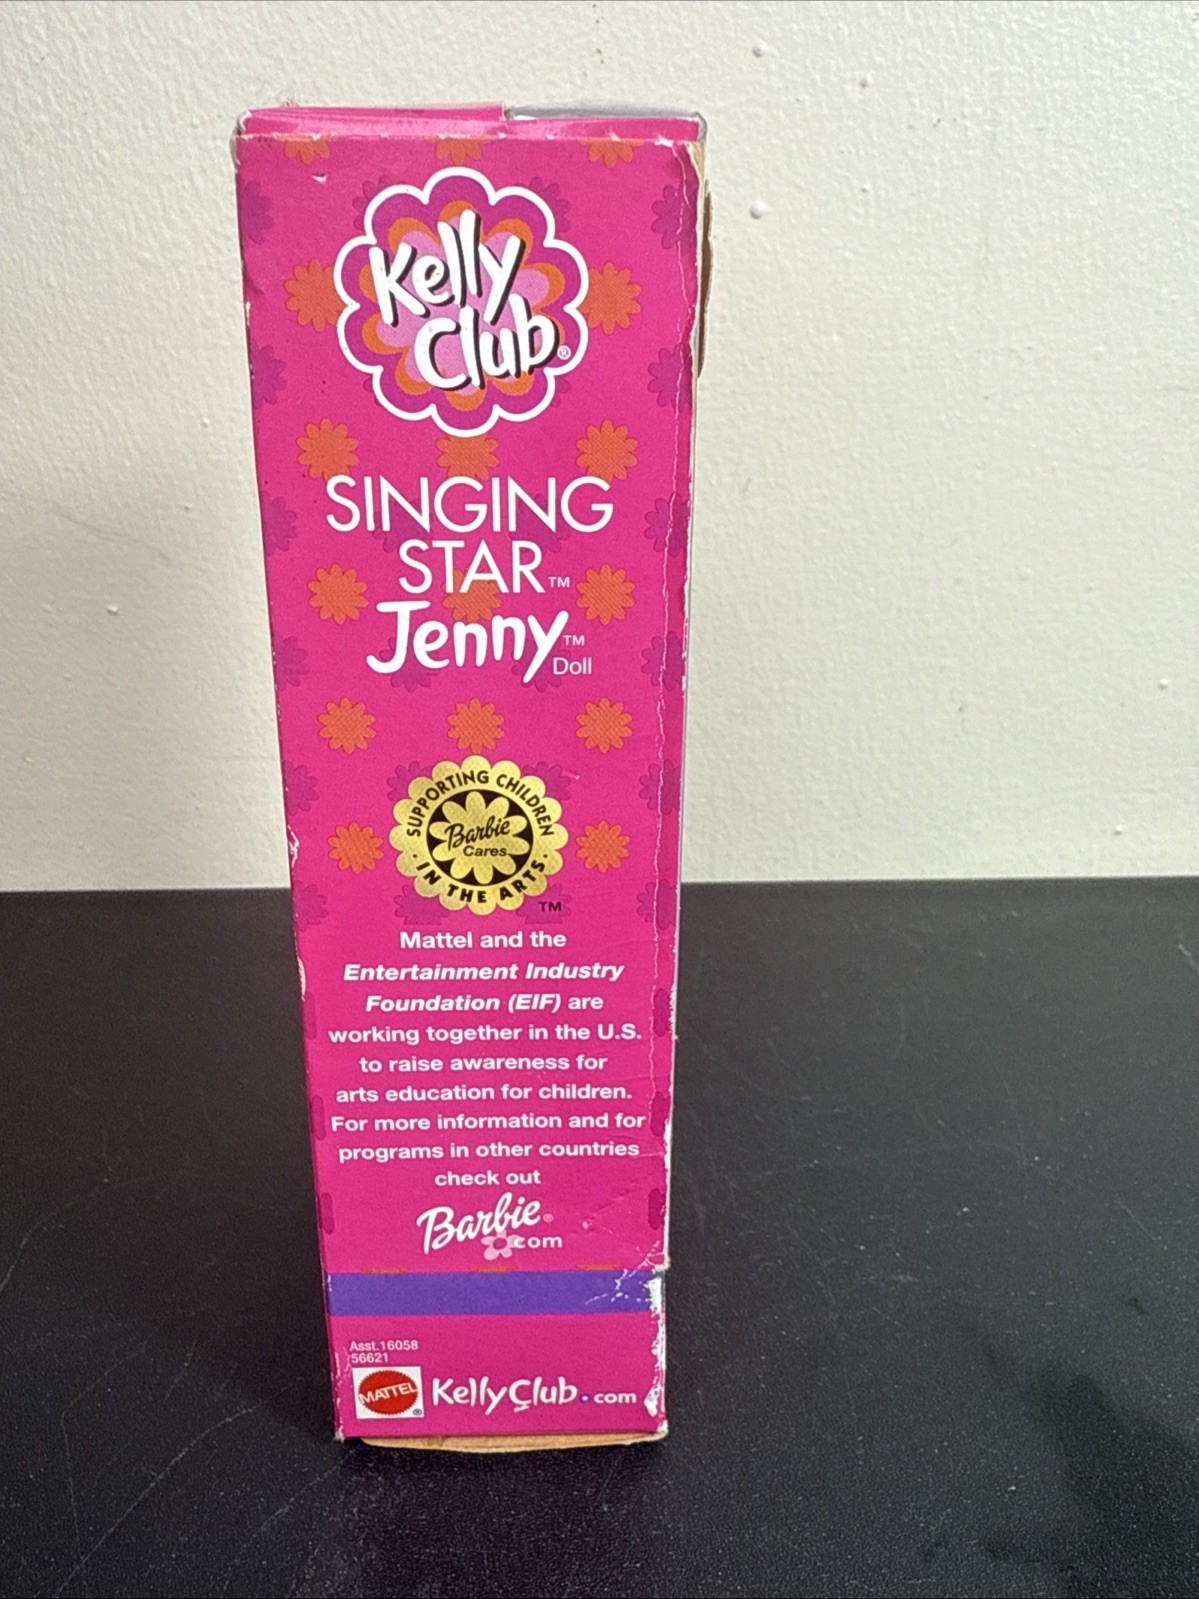 Kelly
Club®
SINGING
STAR™
Jenny™
Doll
SUPPORTING CHILDREN
Barbie
Cares
• IN THE ARTS •
TM
Mattel and the
Entertainment Industry
Foundation (EIF) are
working together in the U.S.
to raise awareness for
arts education for children.
For more information and for
programs in other countries
check out
Barbie®
com
Asst.16058
56621
MATTEL®
KellyClub.com